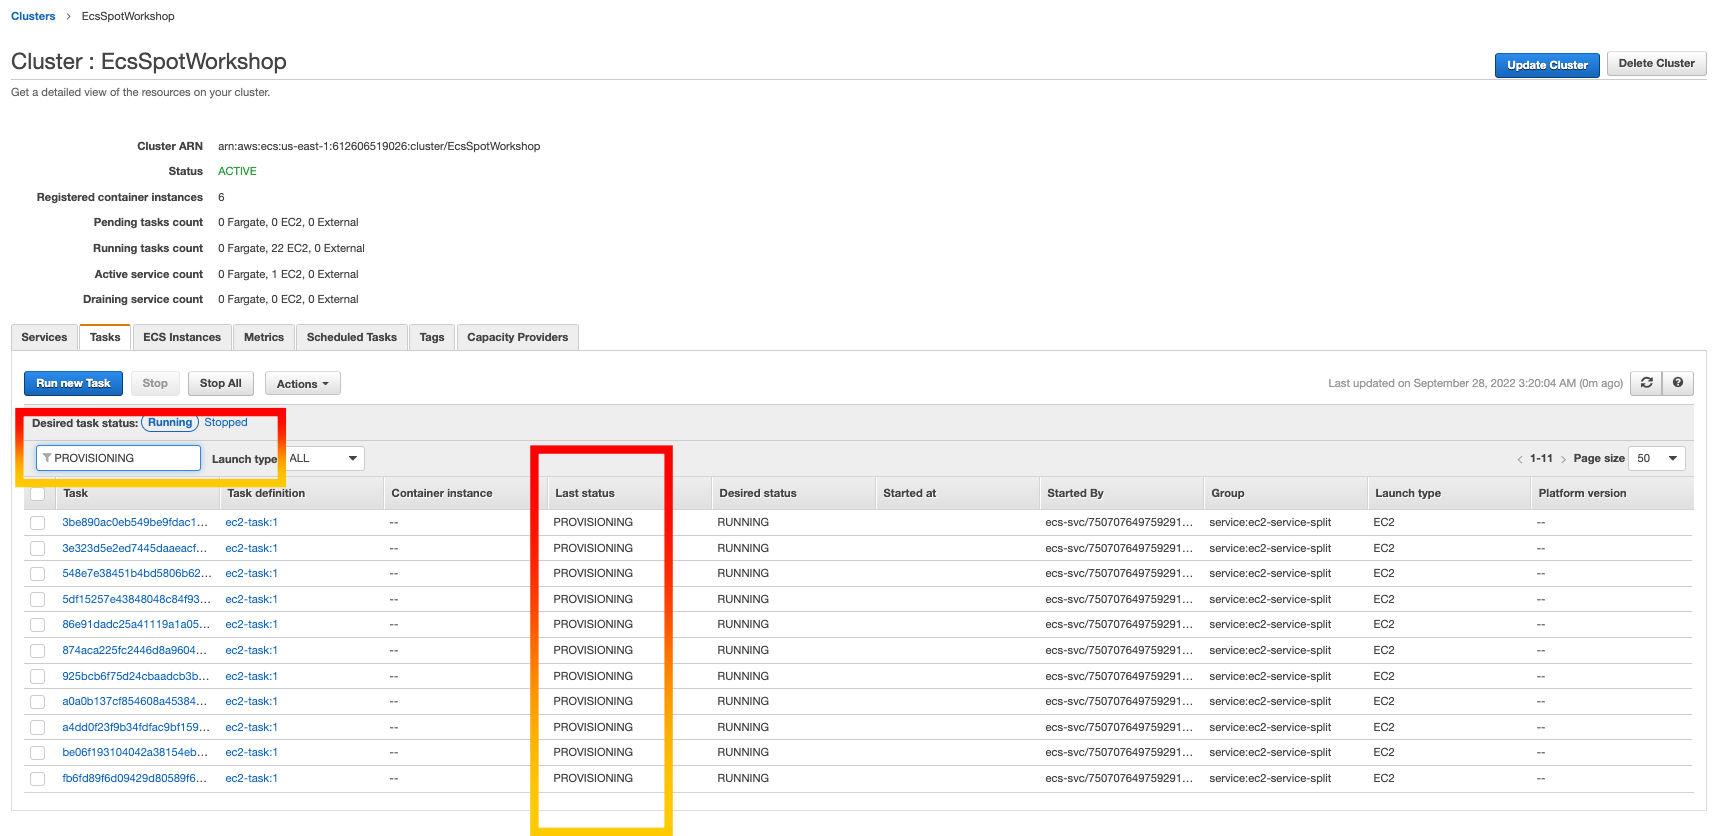 Clusters > EcsSpotWorkshop
Cluster : EcsSpotWorkshop
Update Cluster Delete Cluster
Get a detailed view of the resources on your cluster.
Cluster ARN arn:aws:ecs:us-east-1:612606519026:cluster/EcsSpotWorkshop
Status ACTIVE
Registered container instances 6
Pending tasks count 0 Fargate, 0 EC2, 0 External
Running tasks count 0 Fargate, 22 EC2, 0 External
Active service count 0 Fargate, 1 EC2, 0 External
Draining service count 0 Fargate, 0 EC2, 0 External
Services Tasks ECS Instances Metrics Scheduled Tasks Tags Capacity Providers
Run new Task Stop Stop All Actions Last updated on September 28, 2022 3:20:04 AM (0m ago)
Desired task status: Running Stopped
PROVISIONING Launch type ALL < 1-11 > Page size 50
Task Task definition Container instance Last status Desired status Started at Started By Group Launch type Platform version
3be890ac0eb549be9fdac1... ec2-task:1 -- PROVISIONING RUNNING ecs-svc/750707649759291... service:ec2-service-split EC2 --
3e323d5e2ed7445daaeacf... ec2-task:1 -- PROVISIONING RUNNING ecs-svc/750707649759291... service:ec2-service-split EC2 --
548e7e38451b4bd5806b62... ec2-task:1 -- PROVISIONING RUNNING ecs-svc/750707649759291... service:ec2-service-split EC2 --
5df15257e43848048c84f93... ec2-task:1 -- PROVISIONING RUNNING ecs-svc/750707649759291... service:ec2-service-split EC2 --
86e91dadc25a41119a1a05... ec2-task:1 -- PROVISIONING RUNNING ecs-svc/750707649759291... service:ec2-service-split EC2 --
874aca225fc2446d8a9604... ec2-task:1 -- PROVISIONING RUNNING ecs-svc/750707649759291... service:ec2-service-split EC2 --
925bcb6f75d24cbaadcb3b... ec2-task:1 -- PROVISIONING RUNNING ecs-svc/750707649759291... service:ec2-service-split EC2 --
a0a0b137cf854608a45384... ec2-task:1 -- PROVISIONING RUNNING ecs-svc/750707649759291... service:ec2-service-split EC2 --
a4dd0f23f9b34fdfac9bf159... ec2-task:1 -- PROVISIONING RUNNING ecs-svc/750707649759291... service:ec2-service-split EC2 --
be06f193104042a38154eb... ec2-task:1 -- PROVISIONING RUNNING ecs-svc/750707649759291... service:ec2-service-split EC2 --
fb6fd89f6d09429d80589f6... ec2-task:1 -- PROVISIONING RUNNING ecs-svc/750707649759291... service:ec2-service-split EC2 --